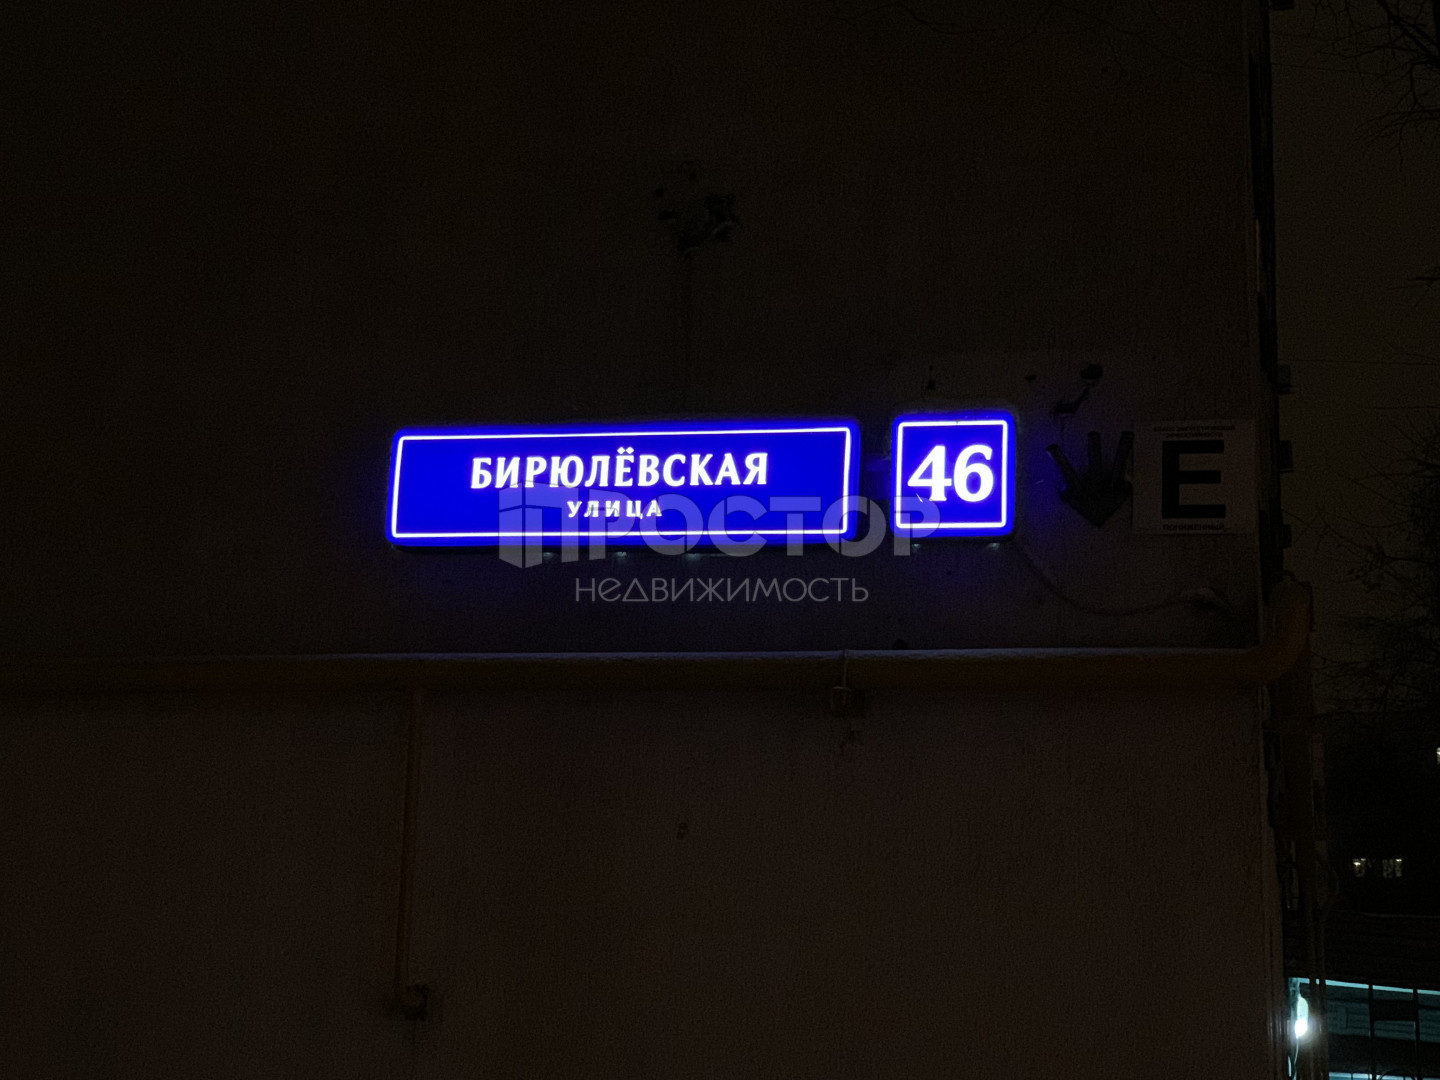 БИРЮЛЁВСКАЯ
УЛИЦА
46
Е
ПРОСТОР
НЕДВИЖИМОСТЬ